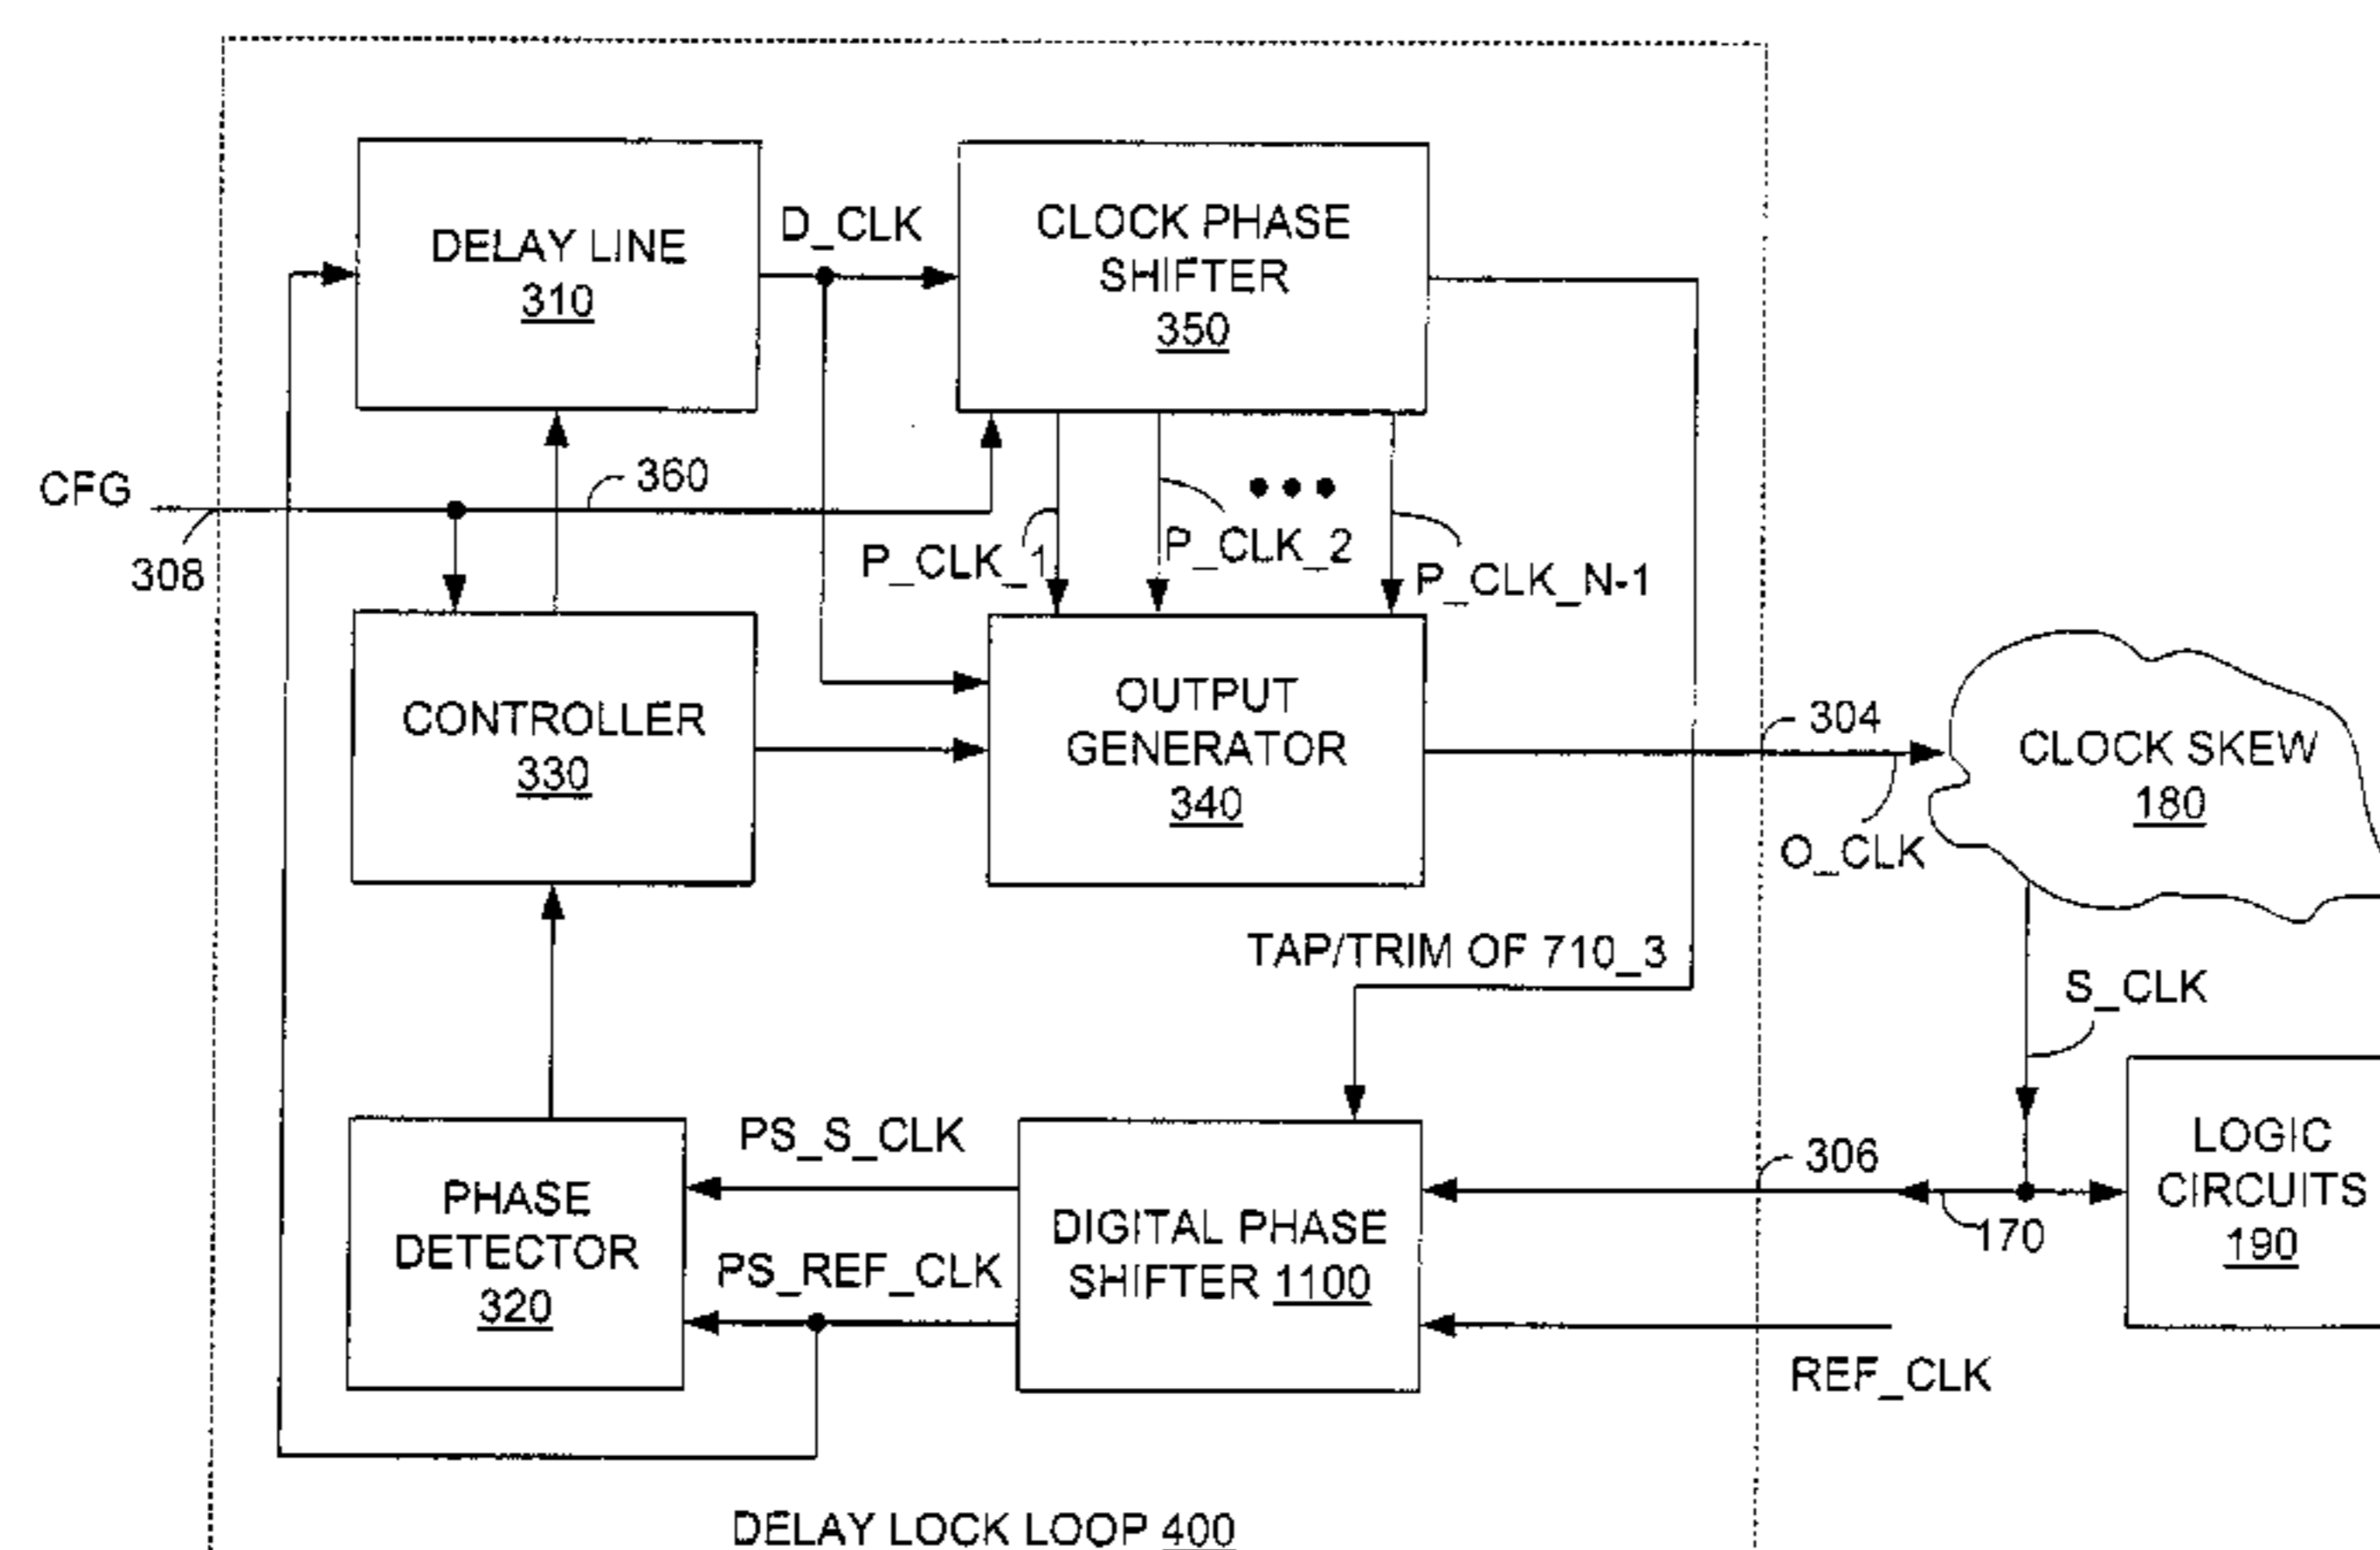 DELAY LINE
310
D_CLK
CLOCK PHASE
SHIFTER
350
CFG
308
360
P_CLK_1
P_CLK_2
P_CLK_N-1
CONTROLLER
330
OUTPUT
GENERATOR
340
304
O_CLK
CLOCK SKEW
180
TAP/TRIM OF 710_3
S_CLK
PHASE
DETECTOR
320
PS_S_CLK
PS_REF_CLK
DIGITAL PHASE
SHIFTER 1100
306
170
LOGIC
CIRCUITS
190
REF_CLK
DELAY LOCK LOOP 400